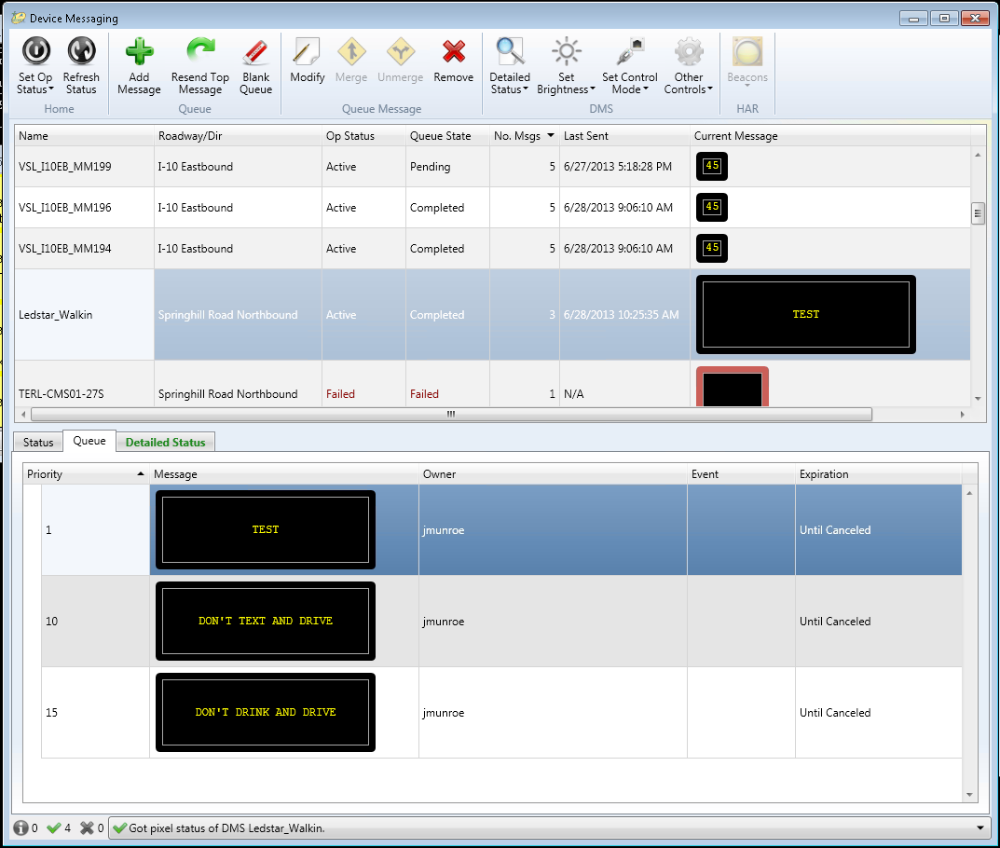 Device Messaging
Set Op Status Refresh Status Add Message Resend Top Message Blank Queue Modify Merge Unmerge Remove Detailed Status Set Brightness Set Control Mode Other Controls Beacons
Home Queue Queue Message DMS HAR
Name Roadway/Dir Op Status Queue State No. Msgs Last Sent Current Message
VSL_I10EB_MM199 I-10 Eastbound Active Pending 5 6/27/2013 5:18:28 PM 45
VSL_I10EB_MM196 I-10 Eastbound Active Completed 5 6/28/2013 9:06:10 AM 45
VSL_I10EB_MM194 I-10 Eastbound Active Completed 5 6/28/2013 9:06:10 AM 45
Ledstar_Walkin Springhill Road Northbound Active Completed 3 6/28/2013 10:25:35 AM TEST
TERL-CMS01-27S Springhill Road Northbound Failed Failed 1 N/A
Status Queue Detailed Status
Priority Message Owner Event Expiration
1 TEST jmunroe Until Canceled
10 DON'T TEXT AND DRIVE jmunroe Until Canceled
15 DON'T DRINK AND DRIVE jmunroe Until Canceled
0 4 0 Got pixel status of DMS Ledstar_Walkin.